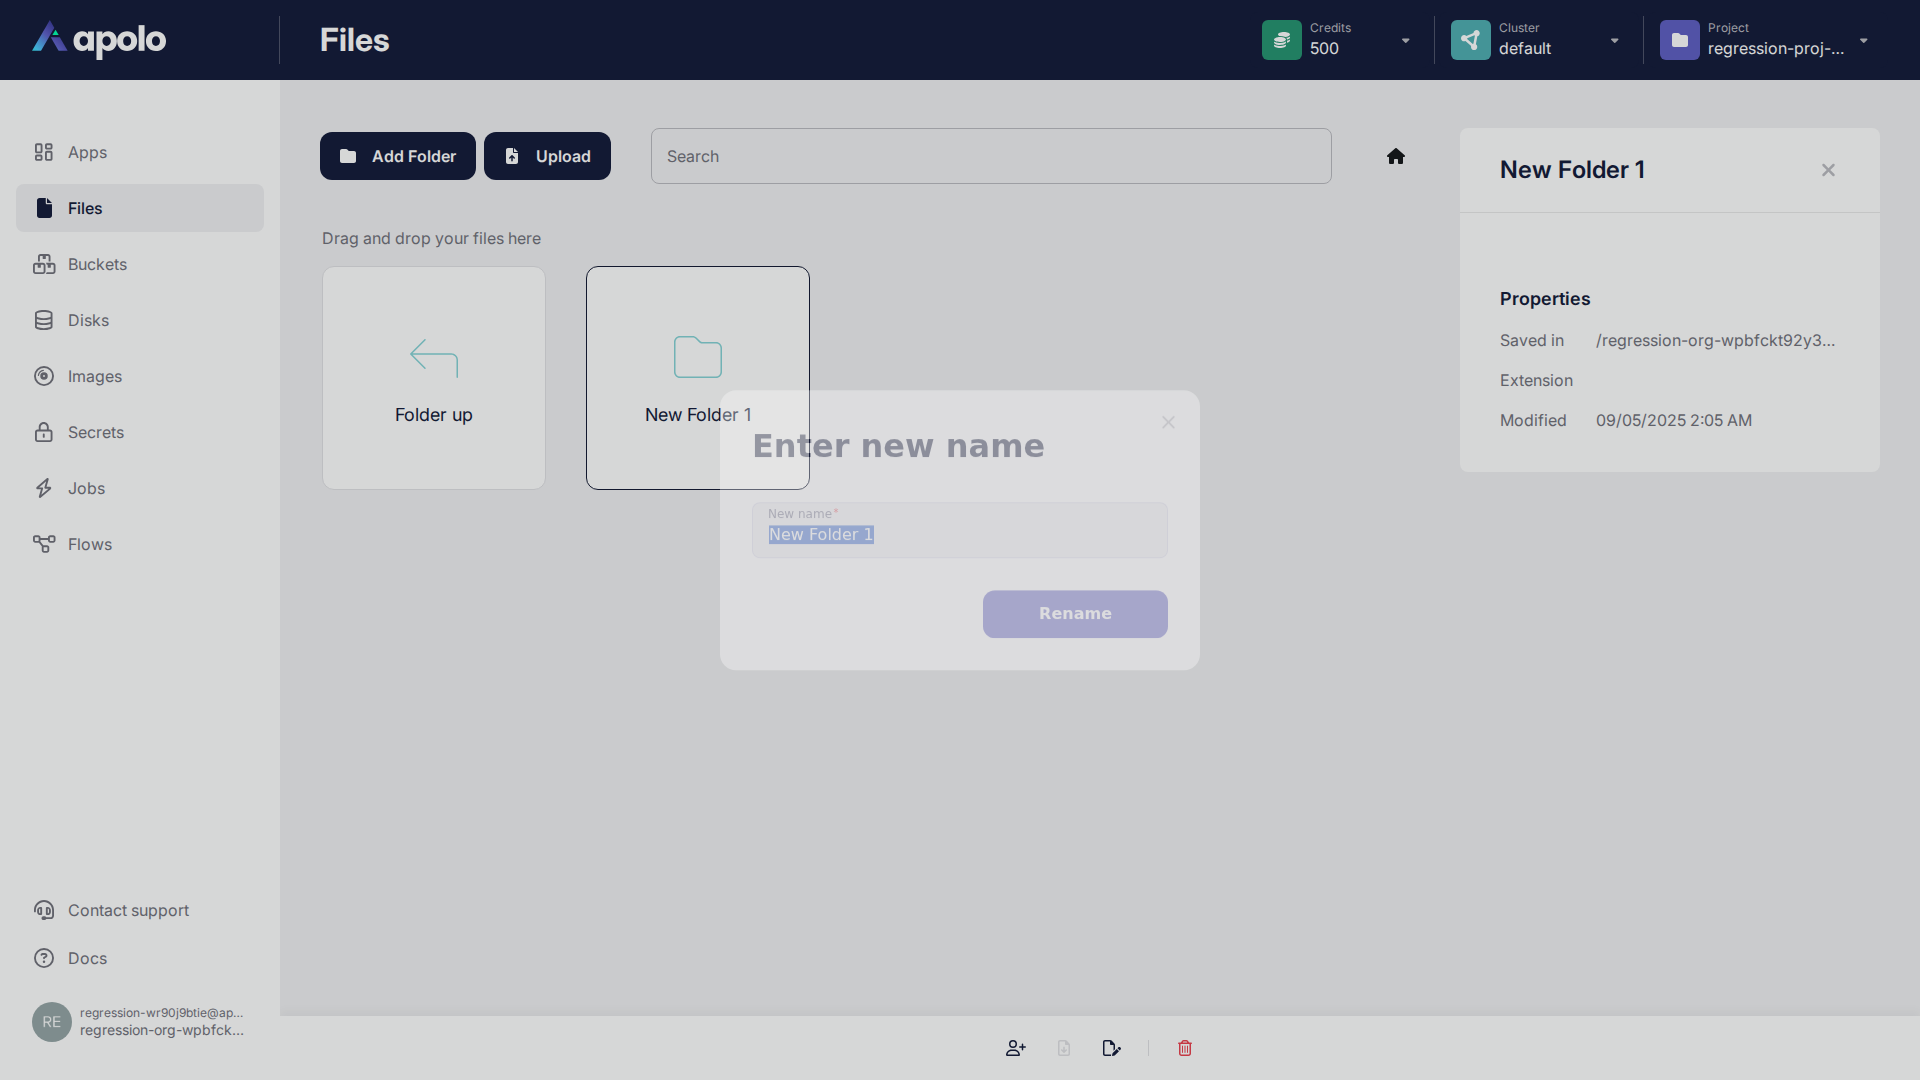 apolo
Files
Credits
500
Cluster
default
Project
regression-proj-...
Apps
Files
Buckets
Disks
Images
Secrets
Jobs
Flows
Contact support
Docs
RE
regression-wr90j9btie@ap...
regression-org-wpbfck...
Add Folder
Upload
Search
Drag and drop your files here
Folder up
New Folder 1
Enter new name
New name*
New Folder 1
Rename
New Folder 1
Properties
Saved in /regression-org-wpbfckt92y3...
Extension
Modified 09/05/2025 2:05 AM